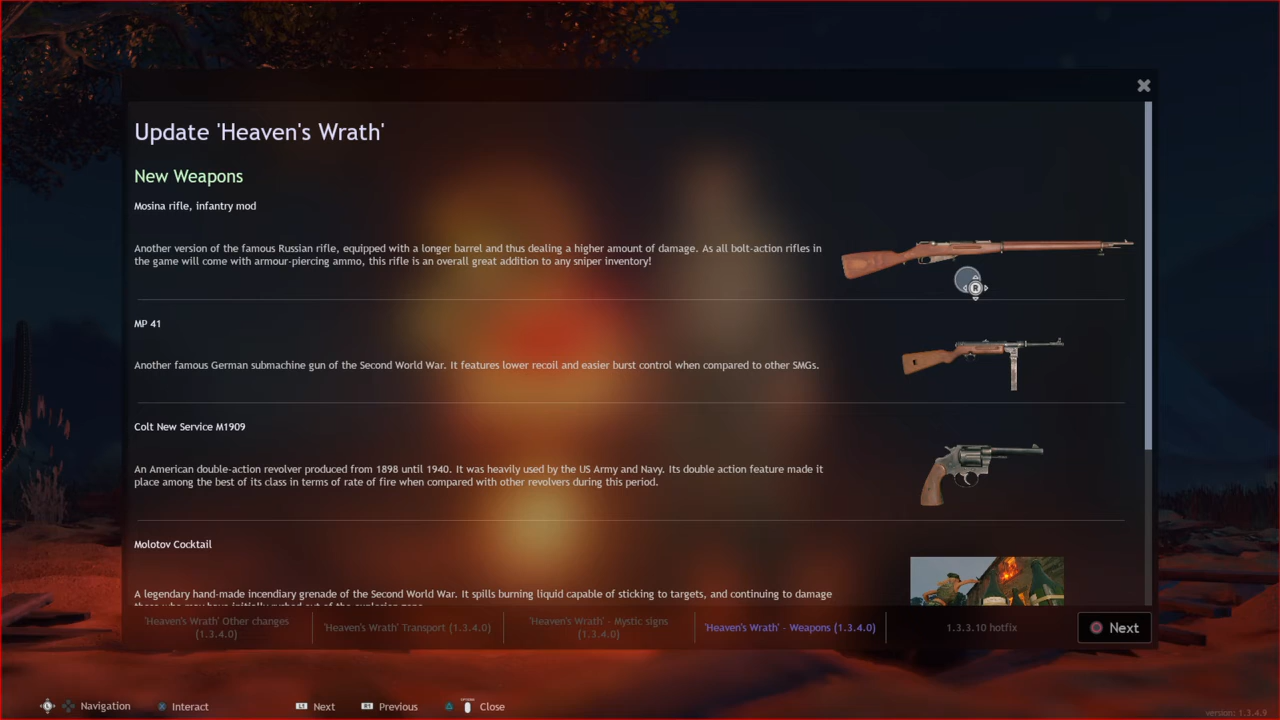 Update 'Heaven's Wrath'
New Weapons
Mosina rifle, infantry mod
Another version of the famous Russian rifle, equipped with a longer barrel and thus dealing a higher amount of damage. As all bolt-action rifles in
the game will come with armour-piercing ammo, this rifle is an overall great addition to any sniper inventory!
R
MP 41
Another famous German submachine gun of the Second World War. It features lower recoil and easier burst control when compared to other SMGs.
Colt New Service M1909
An American double-action revolver produced from 1898 until 1940. It was heavily used by the US Army and Navy. Its double action feature made it
place among the best of its class in terms of rate of fire when compared with other revolvers during this period.
Molotov Cocktail
A legendary hand-made incendiary grenade of the Second World War. It spills burning liquid capable of sticking to targets, and continuing to damage
'Heaven's Wrath' Other changes
(1.3.4.0)
'Heaven's Wrath' Transport (1.3.4.0)
'Heaven's Wrath' - Mystic signs
(1.3.4.0)
'Heaven's Wrath' - Weapons (1.3.4.0)
1.3.3.10 hotfix
Next
L Navigation
Interact
L1 Next
R1 Previous
OPTIONS
Close
version: 1.3.4.9